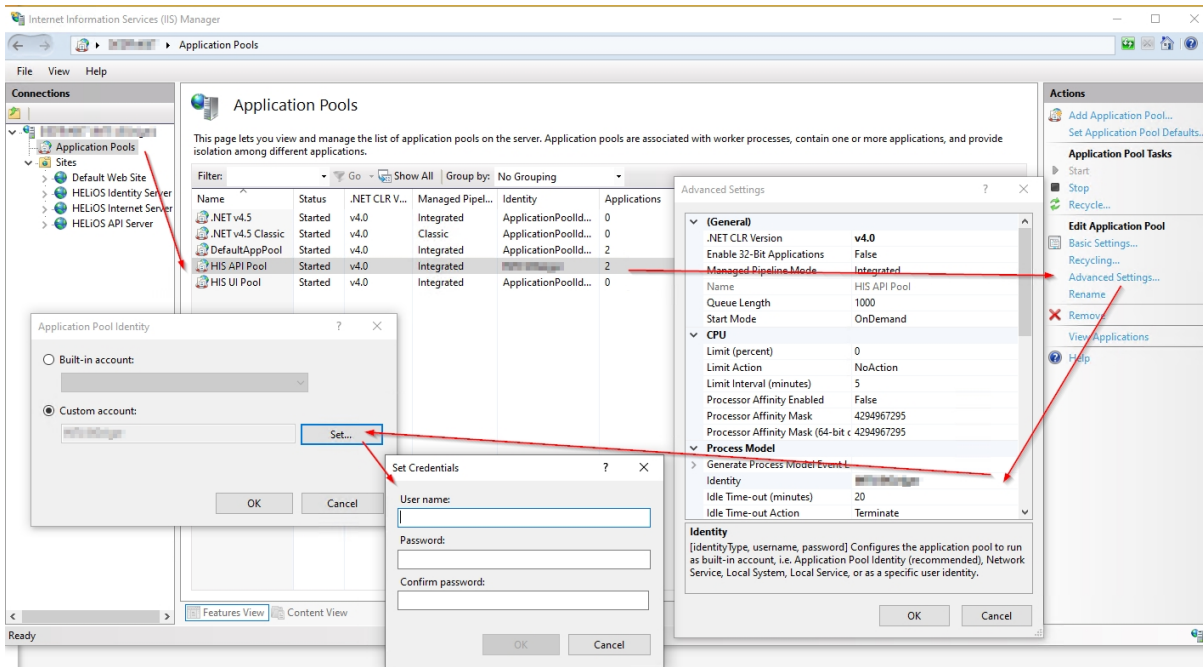 Internet Information Services (IIS) Manager
Application Pools
File View Help
Connections
Application Pools
Sites
Default Web Site
HELiOS Identity Server
HELiOS Internet Server
HELiOS API Server
Application Pools
This page lets you view and manage the list of application pools on the server. Application pools are associated with worker processes, contain one or more applications, and provide
isolation among different applications.
Filter: Go Show All Group by: No Grouping
Name Status .NET CLR V... Managed Pipel... Identity Applications
.NET v4.5 Started v4.0 Integrated ApplicationPoolId... 0
.NET v4.5 Classic Started v4.0 Classic ApplicationPoolId... 0
DefaultAppPool Started v4.0 Integrated ApplicationPoolId... 2
HIS API Pool Started v4.0 Integrated 2
HIS UI Pool Started v4.0 Integrated ApplicationPoolId... 0
Application Pool Identity ?
Built-in account:
Custom account:
Set...
OK Cancel
Set Credentials ?
User name:
Password:
Confirm password:
OK Cancel
Advanced Settings ?
(General)
.NET CLR Version v4.0
Enable 32-Bit Applications False
Managed Pipeline Mode Integrated
Name HIS API Pool
Queue Length 1000
Start Mode OnDemand
CPU
Limit (percent) 0
Limit Action NoAction
Limit Interval (minutes) 5
Processor Affinity Enabled False
Processor Affinity Mask 4294967295
Processor Affinity Mask (64-bit c 4294967295
Process Model
Generate Process Model Event L
Identity
Idle Time-out (minutes) 20
Idle Time-out Action Terminate
Identity
[identityType, username, password] Configures the application pool to run
as built-in account, i.e. Application Pool Identity (recommended), Network
Service, Local System, Local Service, or as a specific user identity.
OK Cancel
Actions
Add Application Pool...
Set Application Pool Defaults...
Application Pool Tasks
Start
Stop
Recycle...
Edit Application Pool
Basic Settings...
Recycling...
Advanced Settings...
Rename
Remove
View Applications
Help
Features View Content View
Ready